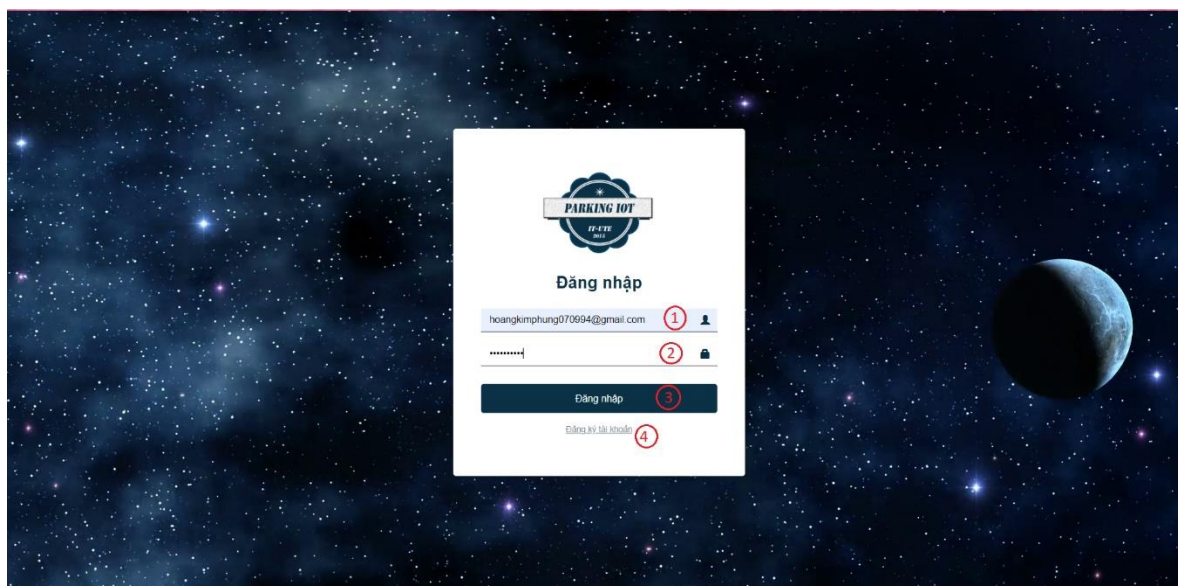 PARKING IOT
IT-UTE
2015
Đăng nhập
hoangkimphung070994@gmail.com 1
•••••••••• 2
Đăng nhập 3
Đăng ký tài khoản 4